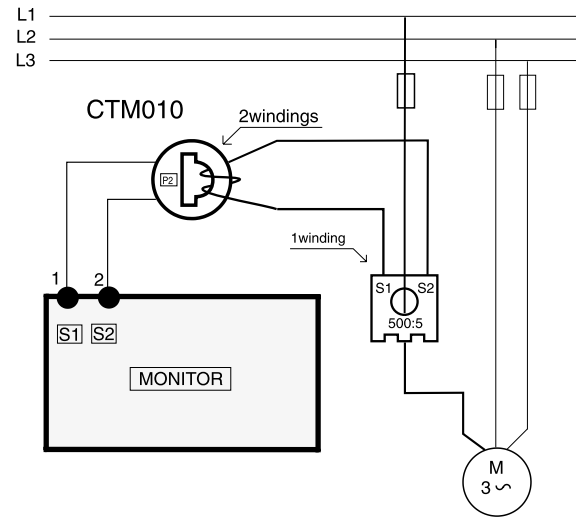 L1
L2
L3
CTM010
2windings
P2
1winding
S1 S2
500:5
1 2
S1 S2
MONITOR
M
3